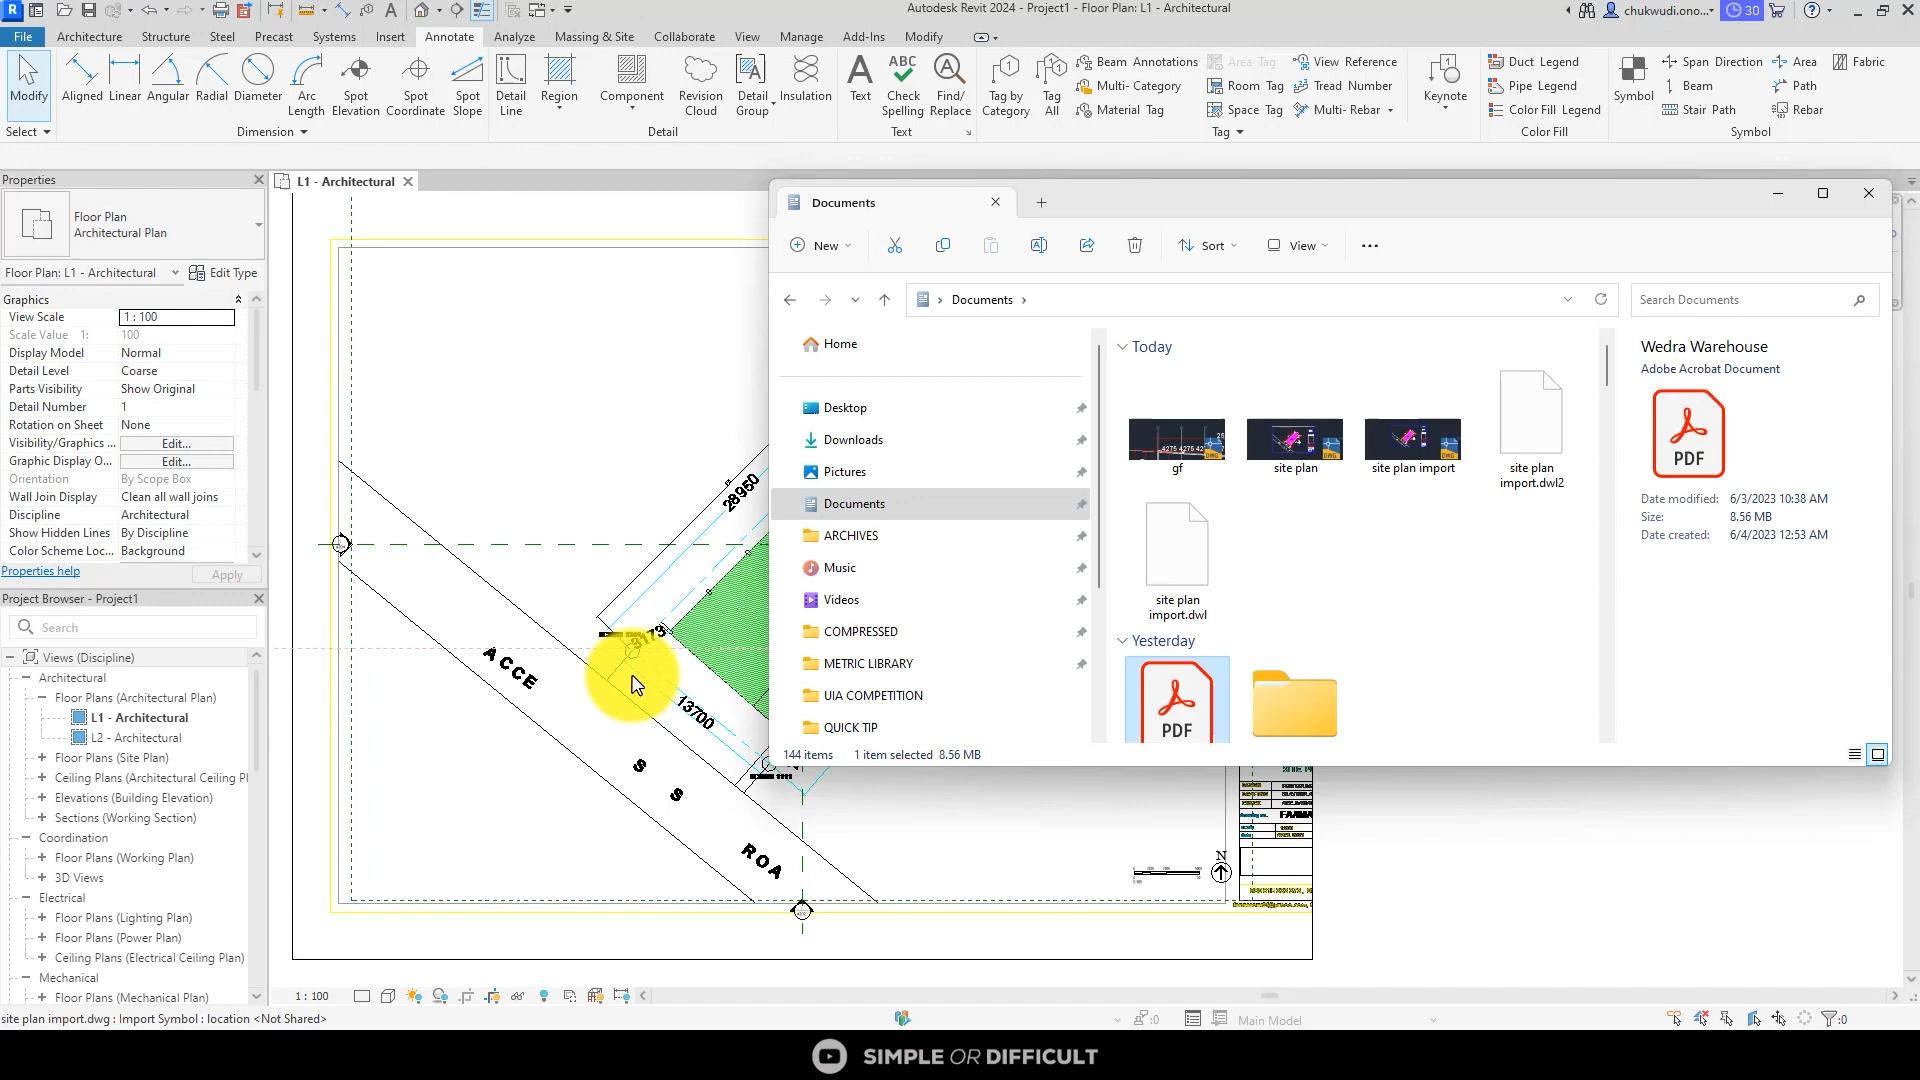 Autodesk Revit 2024 - Project1 - Floor Plan: L1 - Architectural
chukwudi.ono...
30
File Architecture Structure Steel Precast Systems Insert Annotate Analyze Massing & Site Collaborate View Manage Add-Ins Modify
Modify
Aligned Linear Angular Radial Diameter Arc Length Spot Elevation Spot Coordinate Spot Slope
Detail Line Region Component Revision Cloud Detail Group Insulation
Text Check Spelling Find/ Replace
Tag by Category Tag All
Beam Annotations Area Tag View Reference
Multi- Category Room Tag Tread Number
Material Tag Space Tag Multi- Rebar
Keynote
Duct Legend
Pipe Legend
Color Fill Legend
Symbol
Span Direction Area Fabric
Beam Path
Stair Path Rebar
Select Dimension Detail Text Tag Color Fill Symbol
Properties
Floor Plan
Architectural Plan
Floor Plan: L1 - Architectural Edit Type
Graphics
View Scale 1 : 100
Scale Value 1: 100
Display Model Normal
Detail Level Coarse
Parts Visibility Show Original
Detail Number 1
Rotation on Sheet None
Visibility/Graphics ... Edit...
Graphic Display O... Edit...
Orientation By Scope Box
Wall Join Display Clean all wall joins
Discipline Architectural
Show Hidden Lines By Discipline
Color Scheme Loc... Background
Properties help Apply
Project Browser - Project1
Search
Views (Discipline)
Architectural
Floor Plans (Architectural Plan)
L1 - Architectural
L2 - Architectural
Floor Plans (Site Plan)
Ceiling Plans (Architectural Ceiling Pl
Elevations (Building Elevation)
Sections (Working Section)
Coordination
Floor Plans (Working Plan)
3D Views
Electrical
Floor Plans (Lighting Plan)
Floor Plans (Power Plan)
Ceiling Plans (Electrical Ceiling Plan)
Mechanical
Floor Plans (Mechanical Plan)
L1 - Architectural
28950
13700
ACCE
S
S
ROA
N
Documents
New Sort View
Documents
Search Documents
Home
Desktop
Downloads
Pictures
Documents
ARCHIVES
Music
Videos
COMPRESSED
METRIC LIBRARY
UIA COMPETITION
QUICK TIP
Today
4275 4275 42
DWG DWG DWG
gf
site plan
site plan import
site plan import.dwl2
site plan import.dwl
Yesterday
PDF
144 items 1 item selected 8.56 MB
Wedra Warehouse
Adobe Acrobat Document
PDF
Date modified: 6/3/2023 10:38 AM
Size: 8.56 MB
Date created: 6/4/2023 12:53 AM
1 : 100
site plan import.dwg : Import Symbol : location <Not Shared>
:0
Main Model
:0
SIMPLE OR DIFFICULT